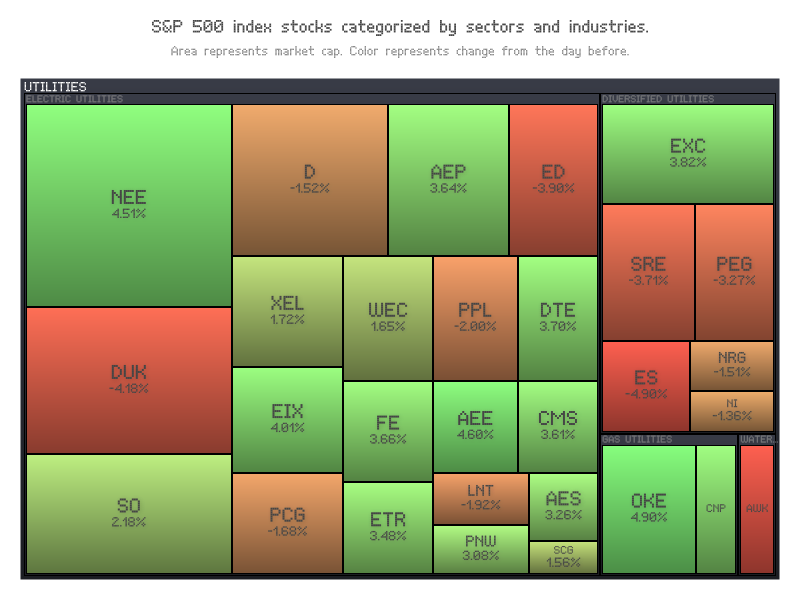 S&P 500 index stocks categorized by sectors and industries.
Area represents market cap. Color represents change from the day before.
UTILITIES
ELECTRIC UTILITIES
NEE
4.51%
DUK
-4.18%
SO
2.18%
D
-1.52%
AEP
3.64%
ED
-3.90%
XEL
1.72%
WEC
1.65%
PPL
-2.00%
DTE
3.70%
EIX
4.01%
FE
3.66%
AEE
4.60%
CMS
3.61%
PCG
-1.68%
ETR
3.48%
LNT
-1.92%
AES
3.26%
PNW
3.08%
SCG
1.56%
DIVERSIFIED UTILITIES
EXC
3.82%
SRE
-3.71%
PEG
-3.27%
ES
-4.90%
NRG
-1.51%
NI
-1.36%
GAS UTILITIES
OKE
4.90%
CNP
WATER...
AWK